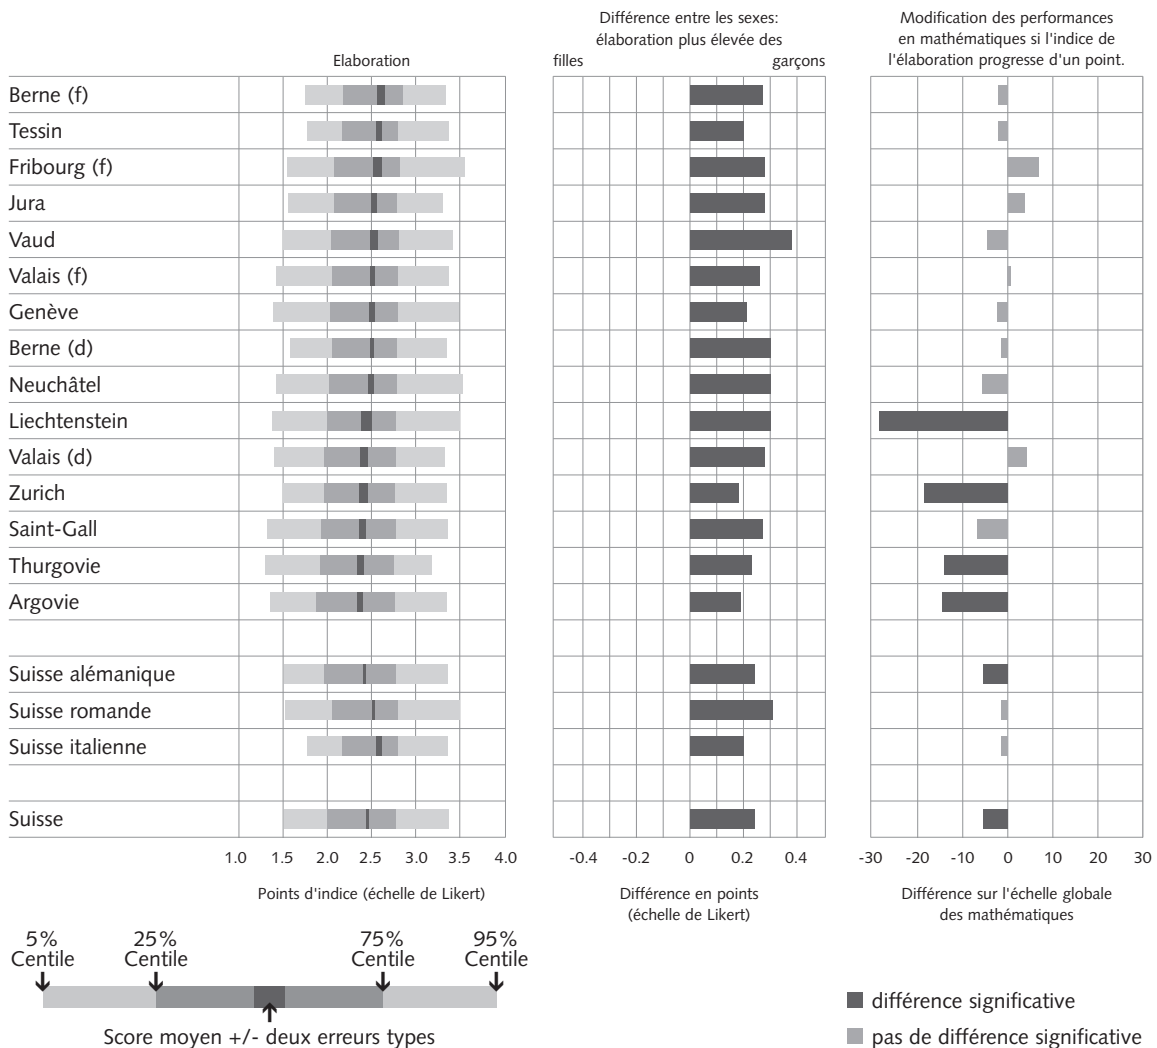 Différence entre les sexes:
élaboration plus élevée des
Modification des performances
en mathématiques si l'indice de
l'élaboration progresse d'un point.
Elaboration
filles
garçons
Berne (f)
Tessin
Fribourg (f)
Jura
Vaud
Valais (f)
Genève
Berne (d)
Neuchâtel
Liechtenstein
Valais (d)
Zurich
Saint-Gall
Thurgovie
Argovie
Suisse alémanique
Suisse romande
Suisse italienne
Suisse
1.0 1.5 2.0 2.5 3.0 3.5 4.0
-0.4 -0.2 0 0.2 0.4
-30 -20 -10 0 10 20 30
Points d'indice (échelle de Likert)
Différence en points
(échelle de Likert)
Différence sur l'échelle globale
des mathématiques
5% 25% 75% 95%
Centile Centile Centile Centile
Score moyen +/- deux erreurs types
différence significative
pas de différence significative